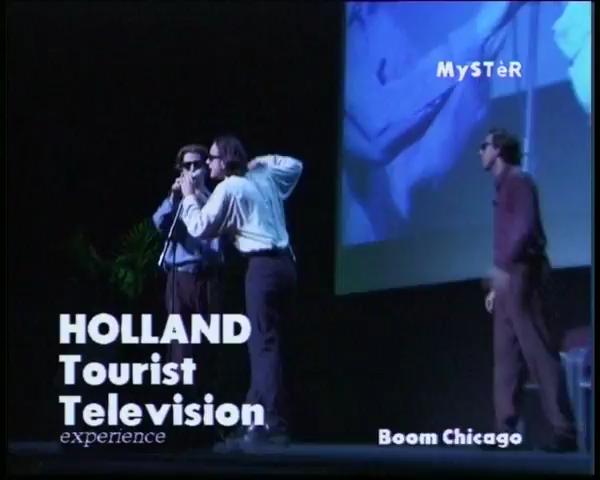 MySTèR
HOLLAND
Tourist
Television
experience
Boom Chicago